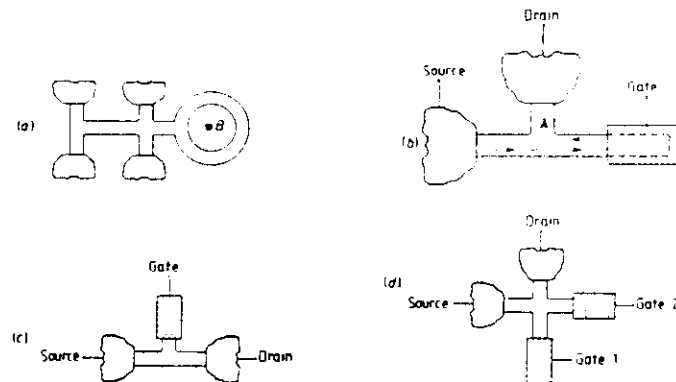 (a)
B
Drain
Source
Gate
(b)
A
Gate
(c)
Source
Drain
Drain
(d)
Source
Gate 2
Gate 1